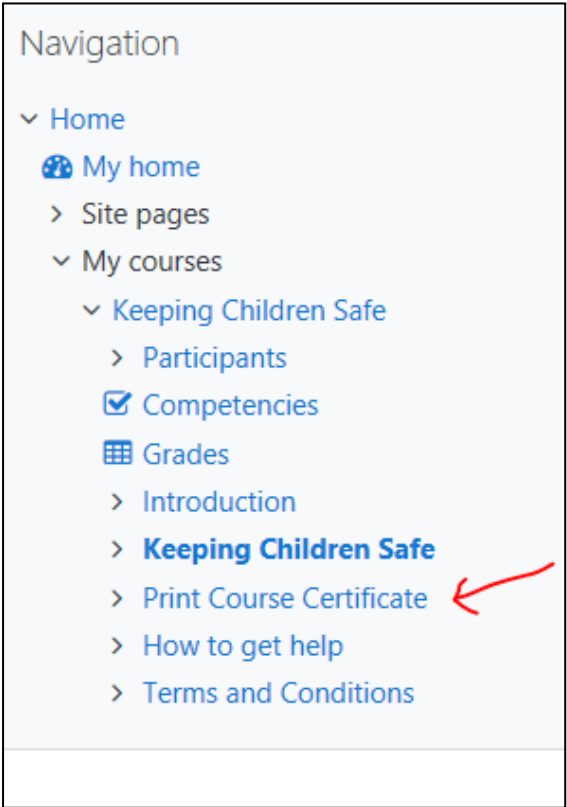 Navigation
Home
My home
Site pages
My courses
Keeping Children Safe
Participants
Competencies
Grades
Introduction
Keeping Children Safe
Print Course Certificate
How to get help
Terms and Conditions